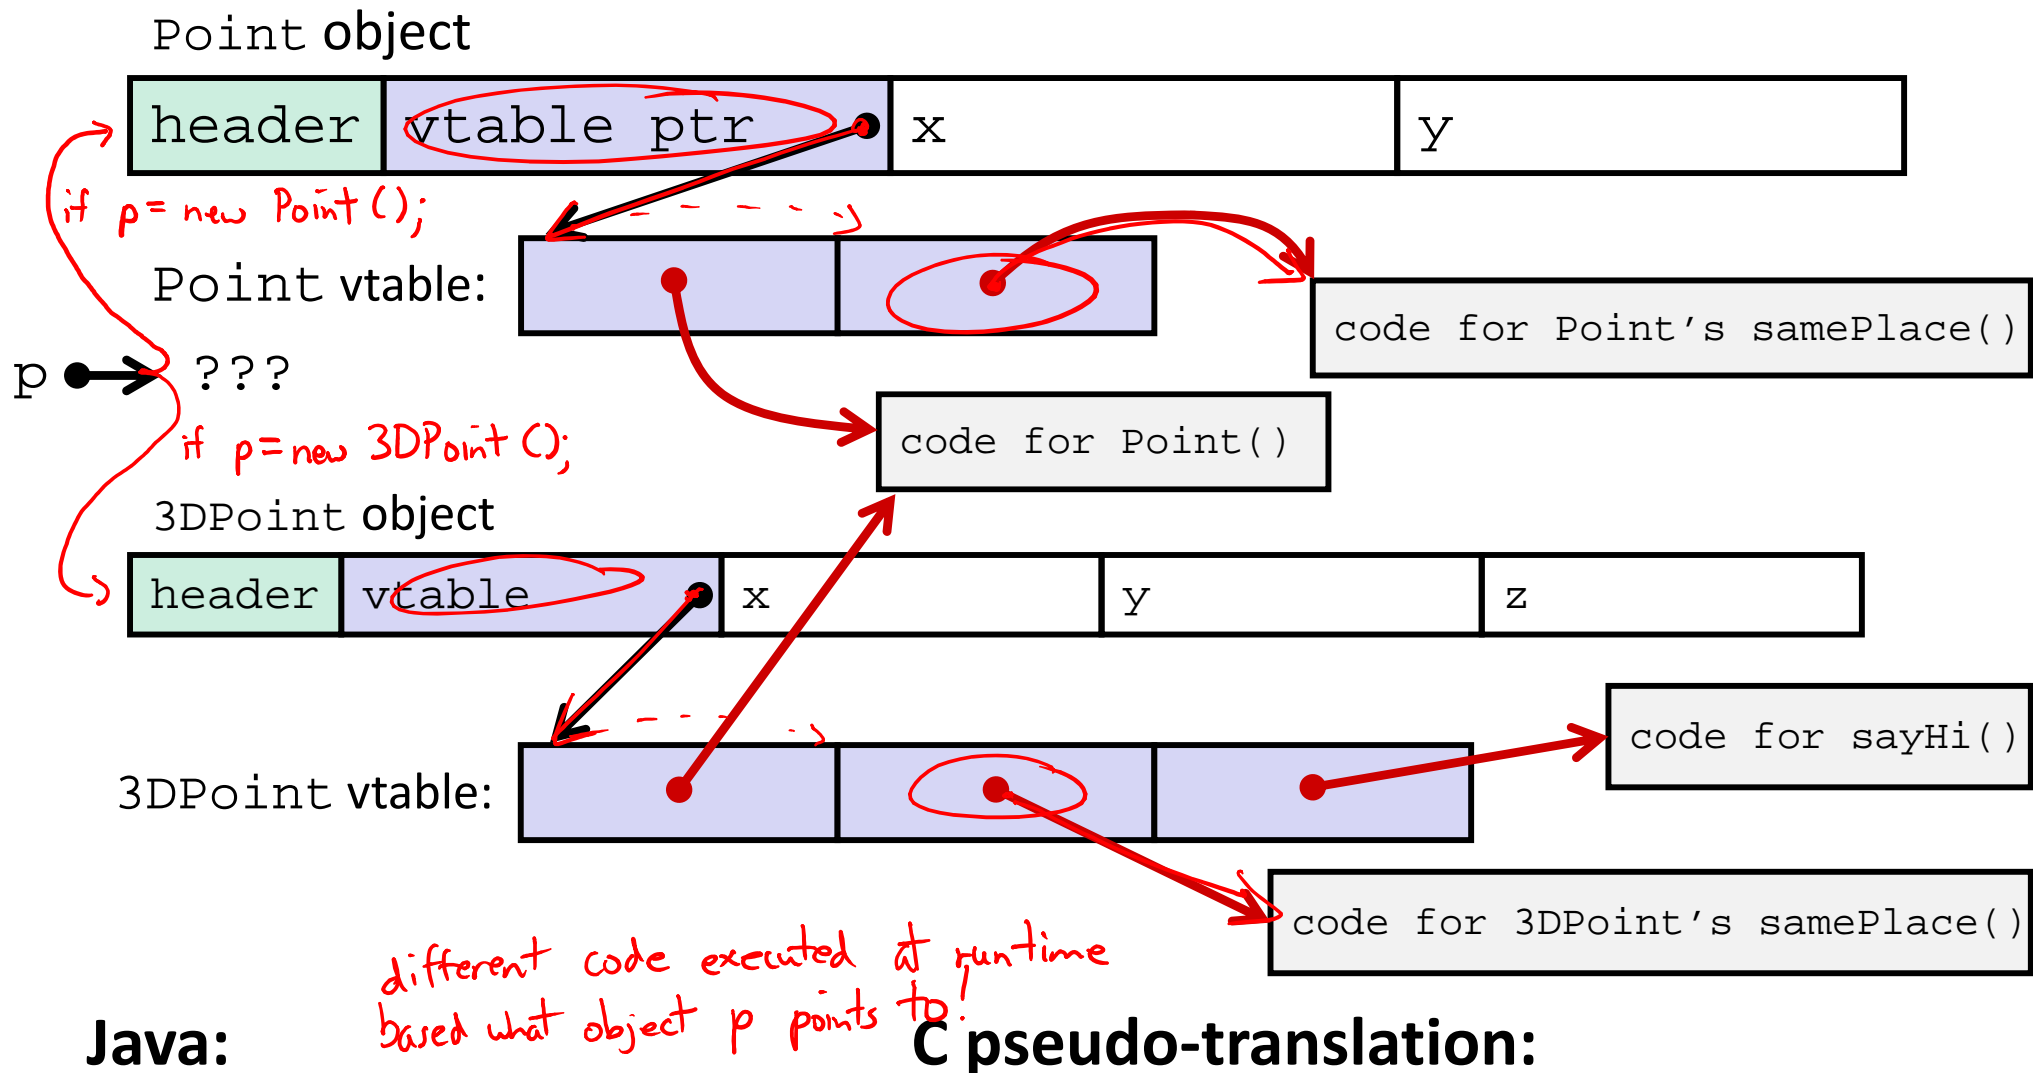 Point object
header vtable ptr x y
if p = new Point();
Point vtable:
code for Point's samePlace()
p ???
code for Point()
if p = new 3DPoint();
3DPoint object
header vtable x y z
code for sayHi()
3DPoint vtable:
code for 3DPoint's samePlace()
different code executed at runtime
based what object p points to!
Java: C pseudo-translation: